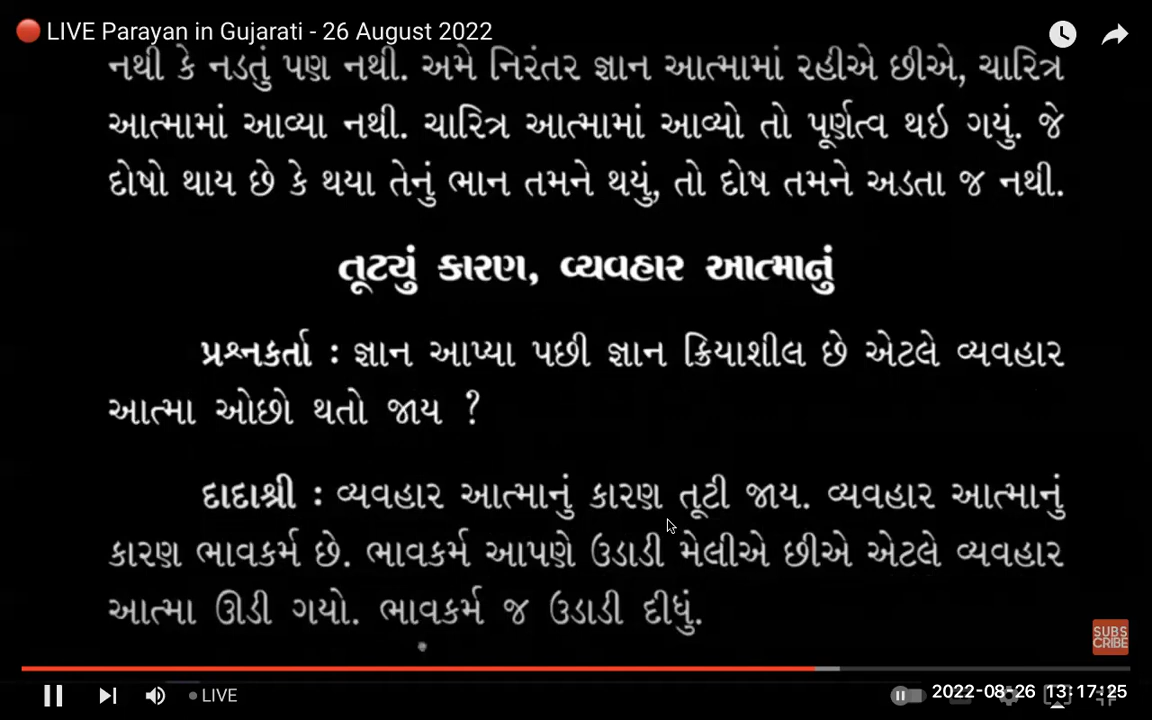 LIVE Parayan in Gujarati - 26 August 2022
નથી કે નડતું પણ નથી. અમે નિરંતર જ્ઞાન આત્મામાં રહીએ છીએ, ચારિત્ર
આત્મામાં આવ્યા નથી. ચારિત્ર આત્મામાં આવ્યો તો પૂર્ણત્વ થઇ ગયું. જે
દોષો થાય છે કે થયા તેનું ભાન તમને થયું, તો દોષ તમને અડતા જ નથી.
તૂટ્યું કારણ, વ્યવહાર આત્માનું
પ્રશ્નકર્તા : જ્ઞાન આપ્યા પછી જ્ઞાન ક્રિયાશીલ છે એટલે વ્યવહાર
આત્મા ઓછો થતો જાય ?
દાદાશ્રી : વ્યવહાર આત્માનું કારણ તૂટી જાય. વ્યવહાર આત્માનું
કારણ ભાવકર્મ છે. ભાવકર્મ આપણે ઉડાડી મેલીએ છીએ એટલે વ્યવહાર
આત્મા ઊડી ગયો. ભાવકર્મ જ ઉડાડી દીધું.
SUBS
CRIBE
LIVE
2022-08-26 13:17:25